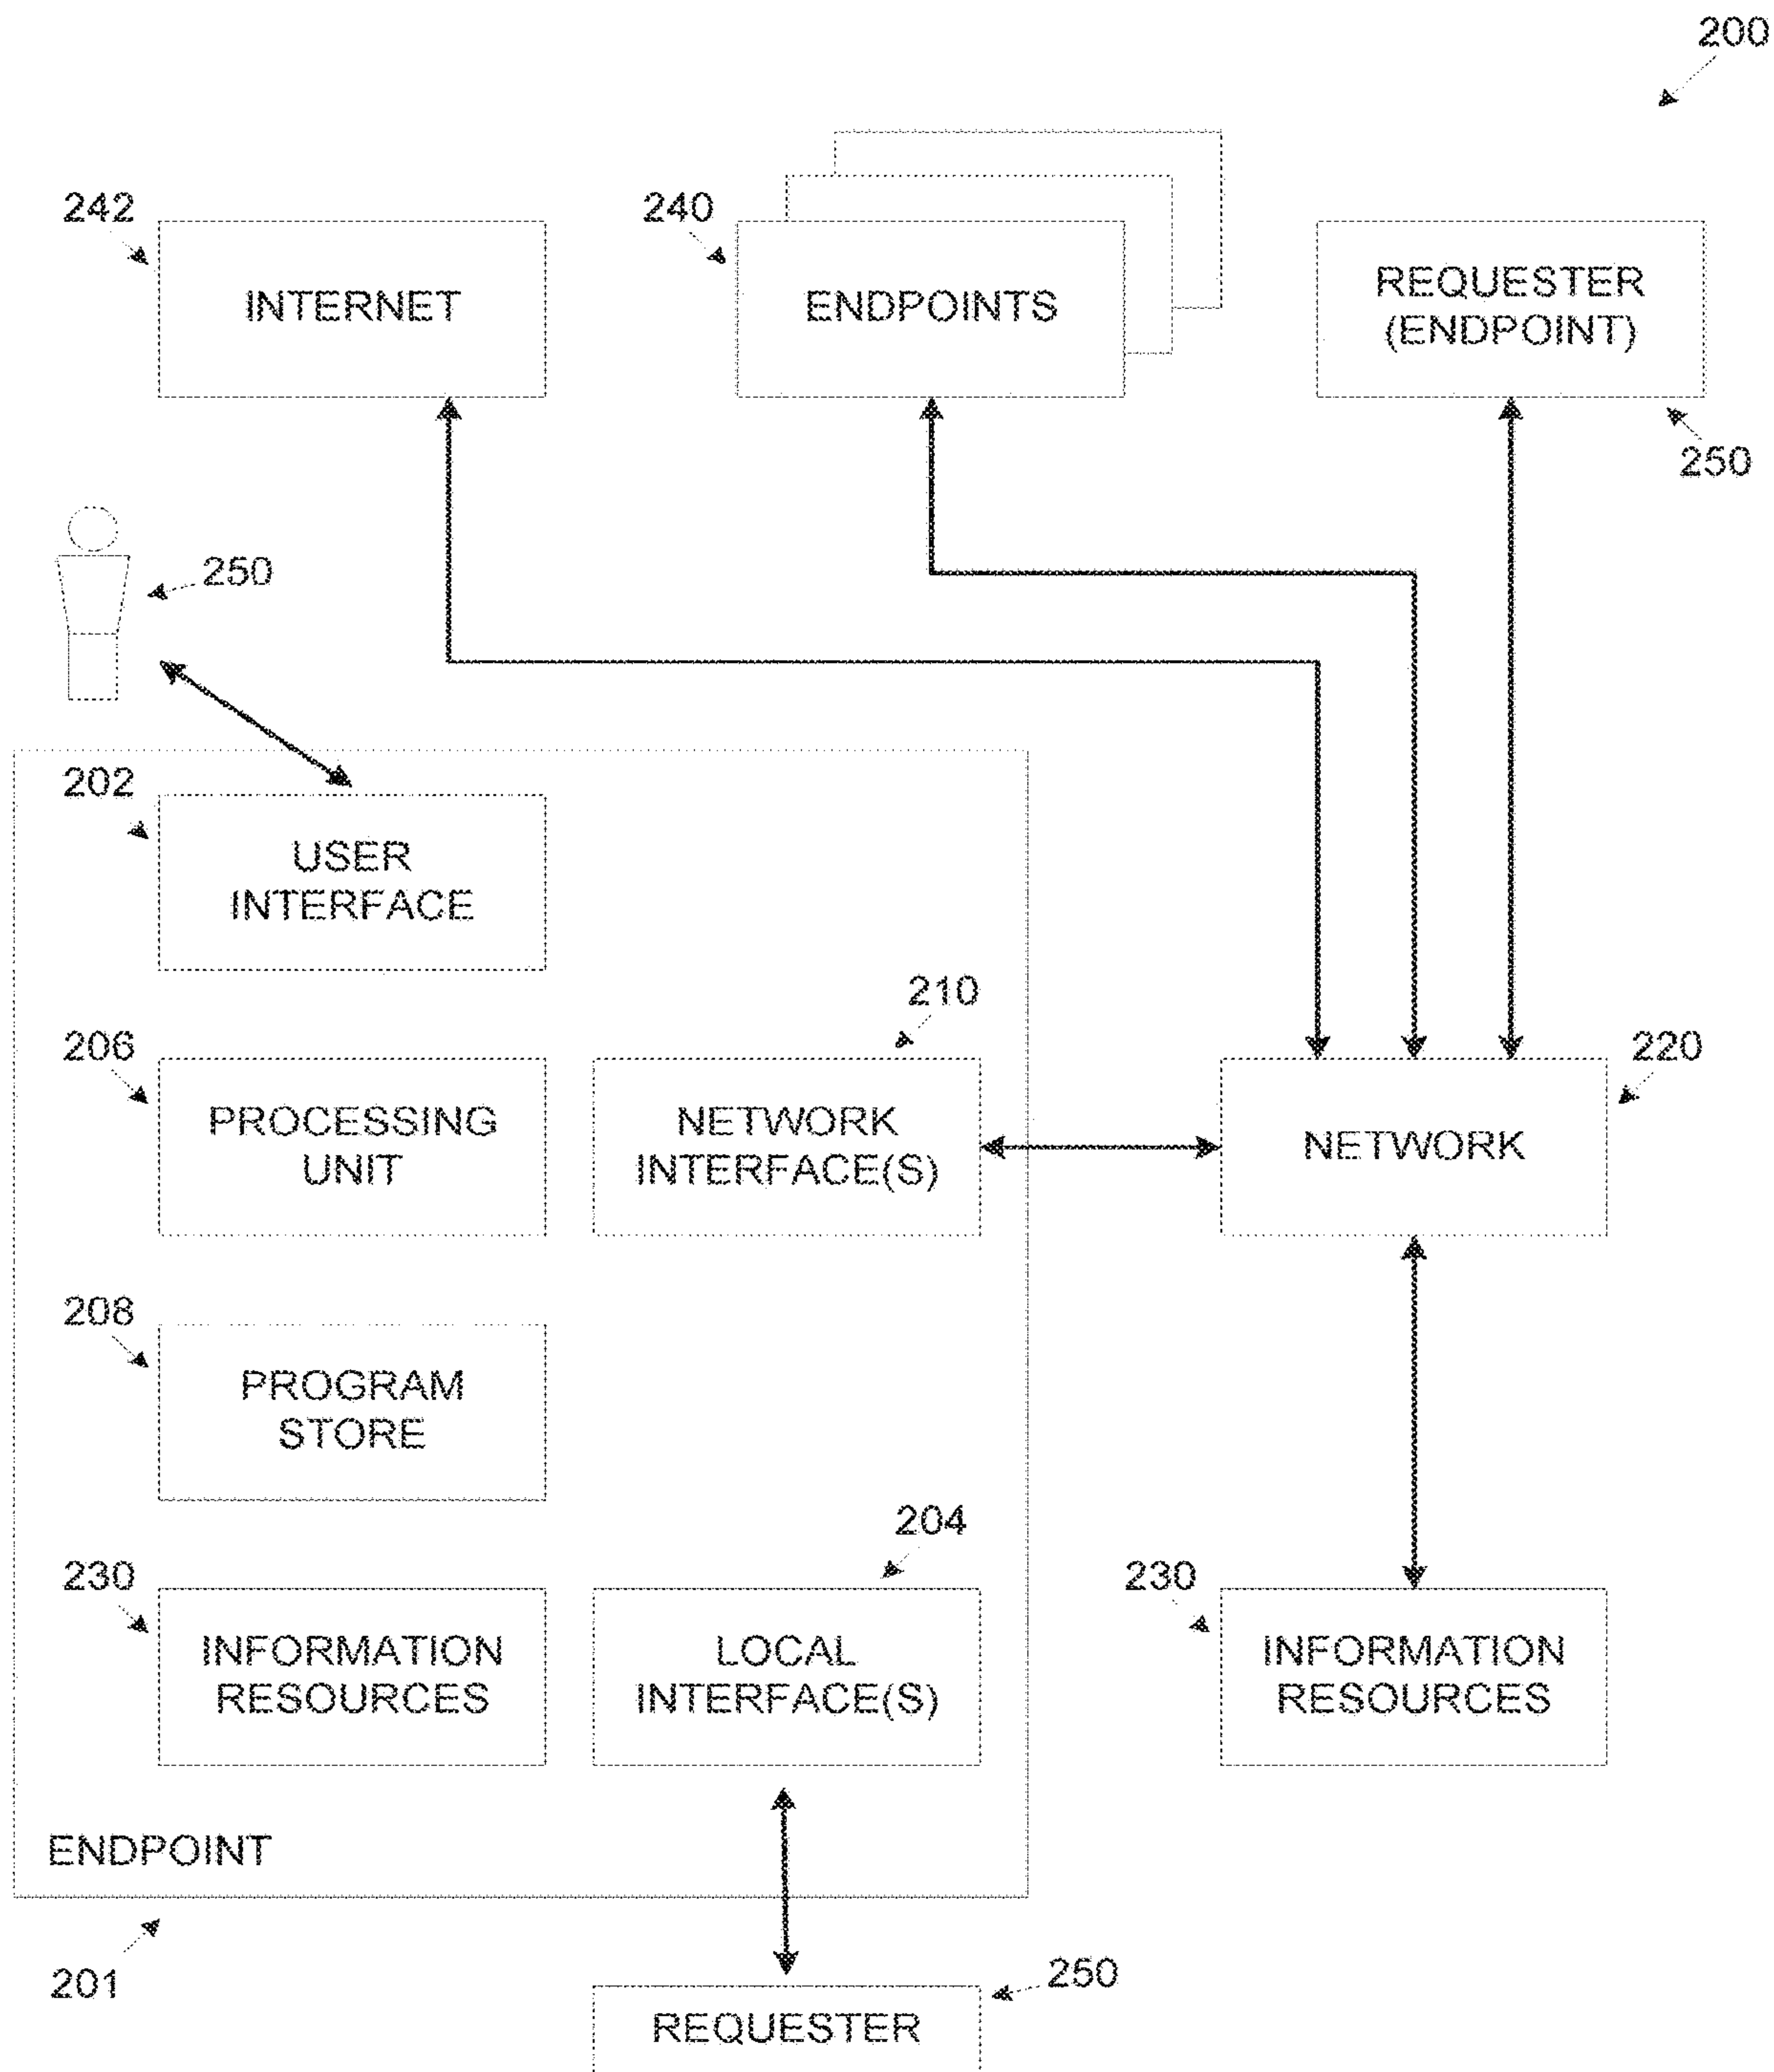 200
242
INTERNET
240
ENDPOINTS
REQUESTER
(ENDPOINT)
250
250
202
USER
INTERFACE
206
PROCESSING
UNIT
210
NETWORK
INTERFACE(S)
220
NETWORK
208
PROGRAM
STORE
230
INFORMATION
RESOURCES
204
LOCAL
INTERFACE(S)
230
INFORMATION
RESOURCES
ENDPOINT
201
REQUESTER
250